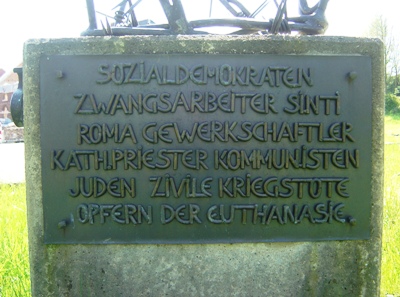 SOZIALDEMOKRATEN
ZWANGSARBEITER SINTI
ROMA GEWERKSCHAFTLER
KATH.PRIESTER KOMMUNISTEN
JUDEN ZIVILE KRIEGSTOTE
OPFERN DER EUTHANASIE